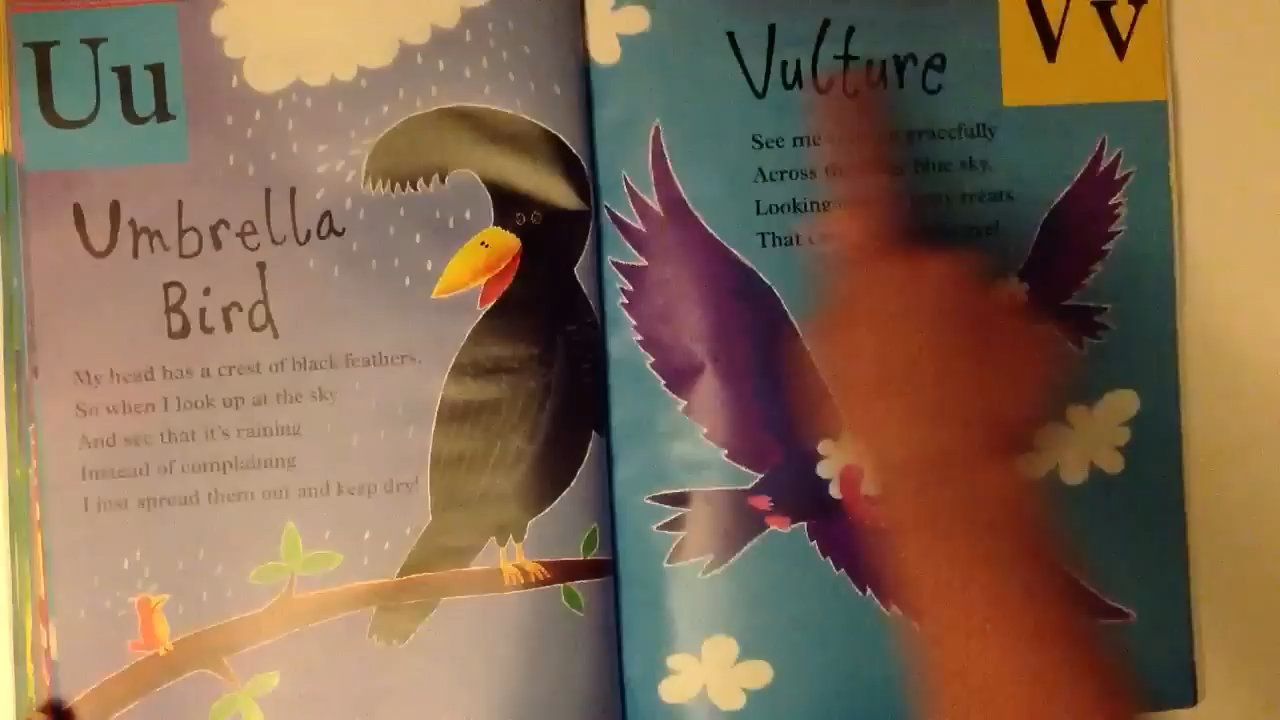 Uu
Umbrella
Bird
My head has a crest of black feathers.
So when I look up at the sky
And see that it's raining
Instead of complaining
I just spread them out and keep dry!
Vv
Vulture
See me gracefully
Across blue sky,
Looking treats
That